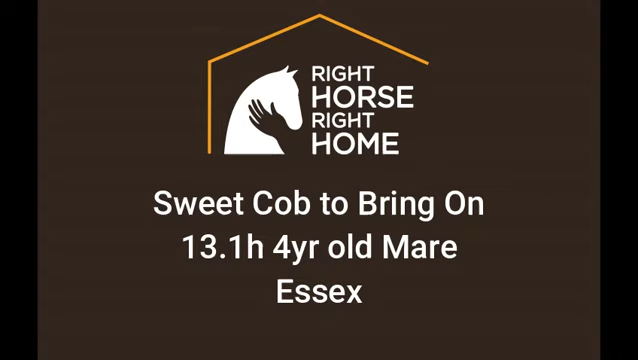 RIGHT
HORSE
RIGHT
HOME
Sweet Cob to Bring On
13.1h 4yr old Mare
Essex